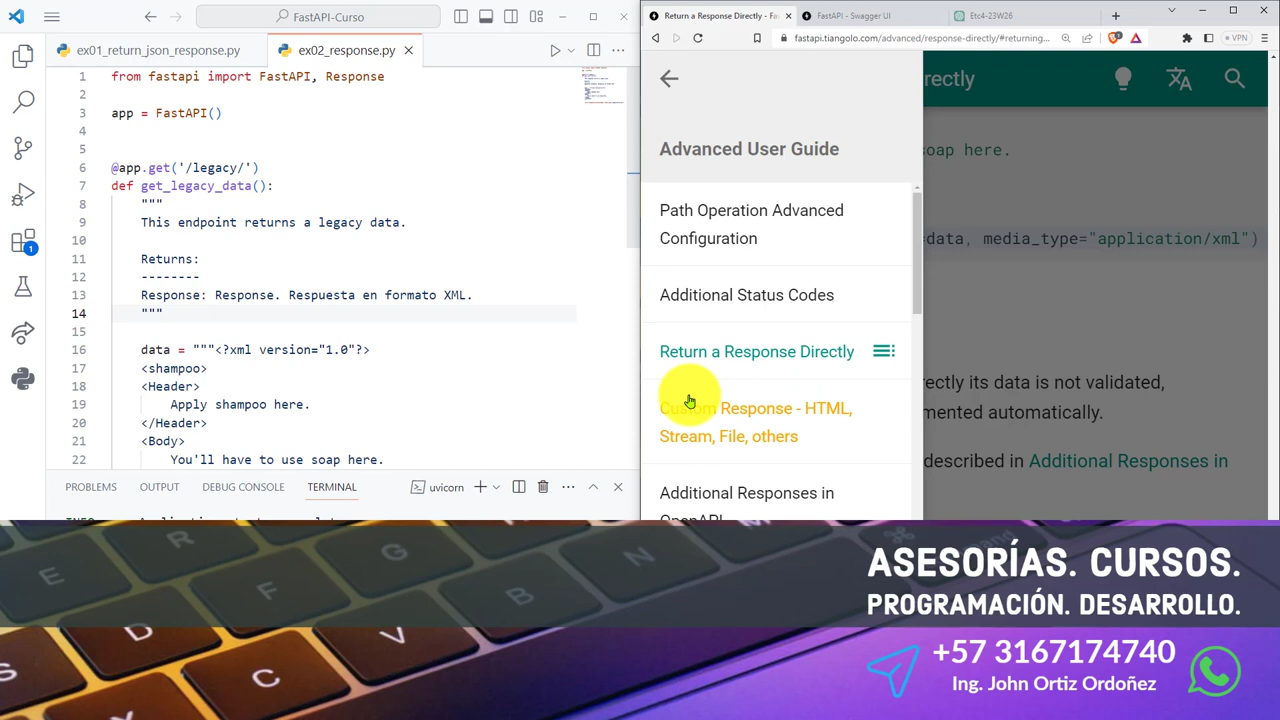 FastAPI-Curso
ex01_return_json_response.py
ex02_response.py
1 from fastapi import FastAPI, Response
2
3 app = FastAPI()
4
5
6 @app.get('/legacy/')
7 def get_legacy_data():
8 """
9 This endpoint returns a legacy data.
10
11 Returns:
12 --------
13 Response: Response. Respuesta en formato XML.
14 """
15
16 data = """<?xml version="1.0"?>
17 <shampoo>
18 <Header>
19 Apply shampoo here.
20 </Header>
21 <Body>
22 You'll have to use soap here.
1
PROBLEMS
OUTPUT
DEBUG CONSOLE
TERMINAL
uvicorn
Return a Response Directly - Fa
FastAPI - Swagger UI
Etc4-23W26
fastapi.tiangolo.com/advanced/response-directly/#returning...
VPN
rectly
Advanced User Guide
Path Operation Advanced
Configuration
Additional Status Codes
Return a Response Directly
Custom Response - HTML,
Stream, File, others
Additional Responses in
OpenAPI
soap here.
=data, media_type="application/xml")
rectly its data is not validated,
mented automatically.
described in Additional Responses in
ASESORÍAS. CURSOS.
PROGRAMACIÓN. DESARROLLO.
+57 3167174740
Ing. John Ortiz Ordoñez